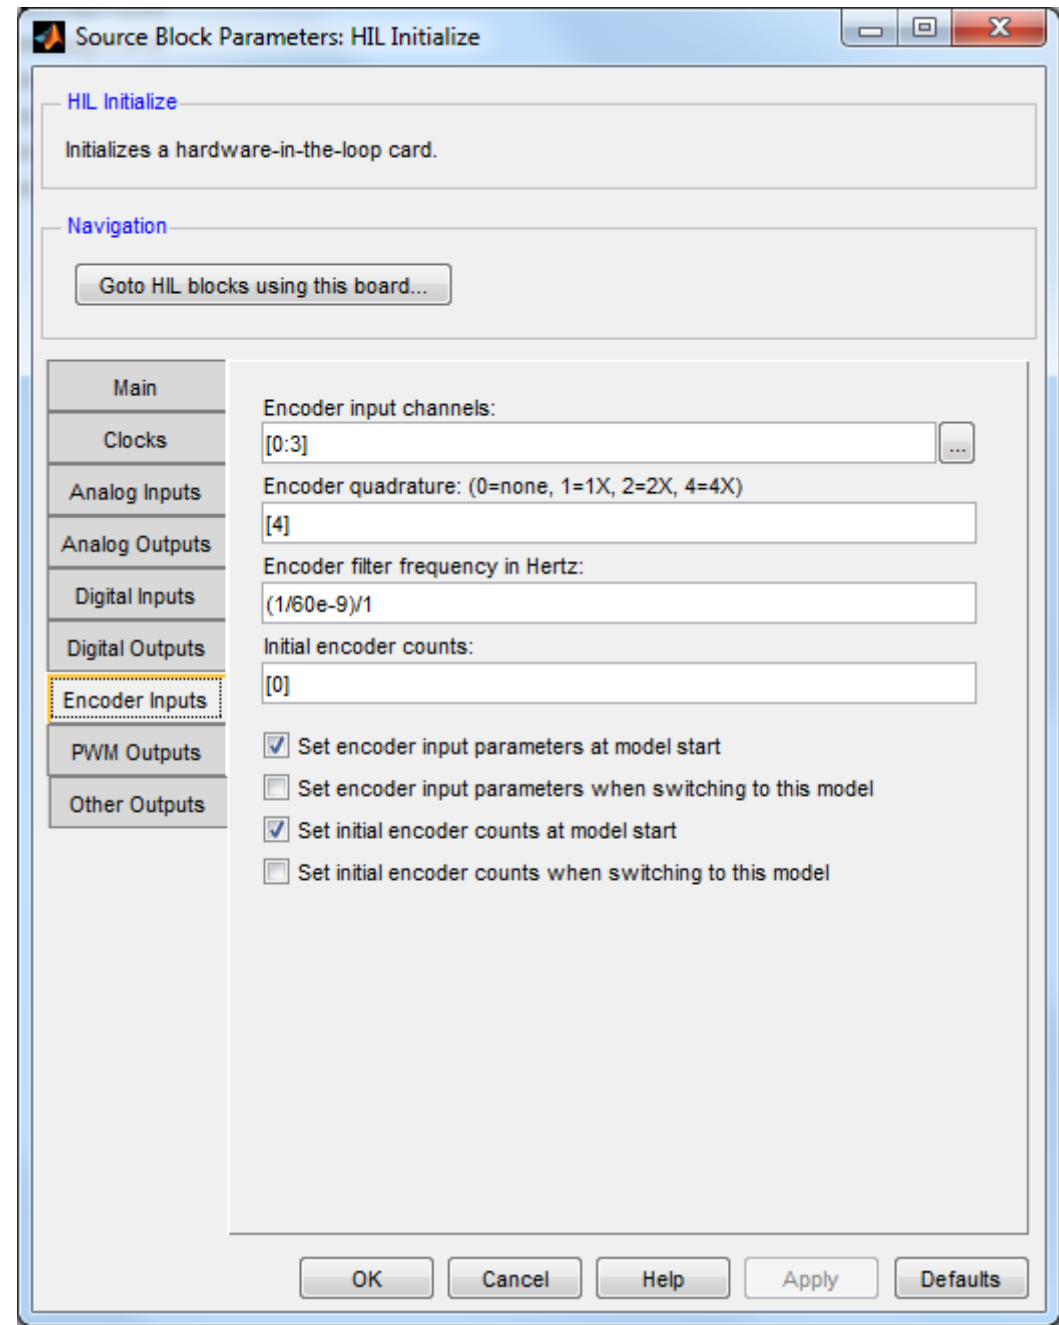 Source Block Parameters: HIL Initialize
HIL Initialize
Initializes a hardware-in-the-loop card.
Navigation
Goto HIL blocks using this board...
Main
Clocks
Analog Inputs
Analog Outputs
Digital Inputs
Digital Outputs
Encoder Inputs
PWM Outputs
Other Outputs
Encoder input channels:
[0:3]
...
Encoder quadrature: (0=none, 1=1X, 2=2X, 4=4X)
[4]
Encoder filter frequency in Hertz:
(1/60e-9)/1
Initial encoder counts:
[0]
Set encoder input parameters at model start
Set encoder input parameters when switching to this model
Set initial encoder counts at model start
Set initial encoder counts when switching to this model
OK Cancel Help Apply Defaults